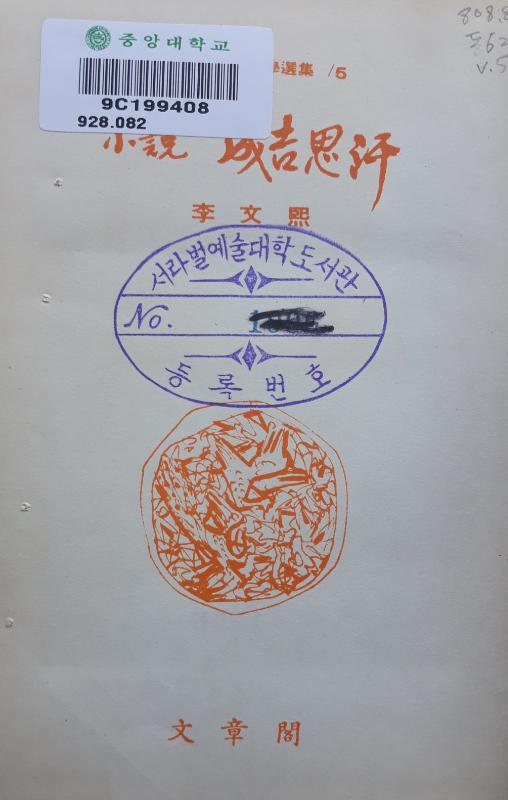 808.8
v.5
중앙대학교
9C199408
928.082
學選集 /5
小説 成吉思汗
李文熙
서라벌예술대학도서관
No.
등록번호
文章閣